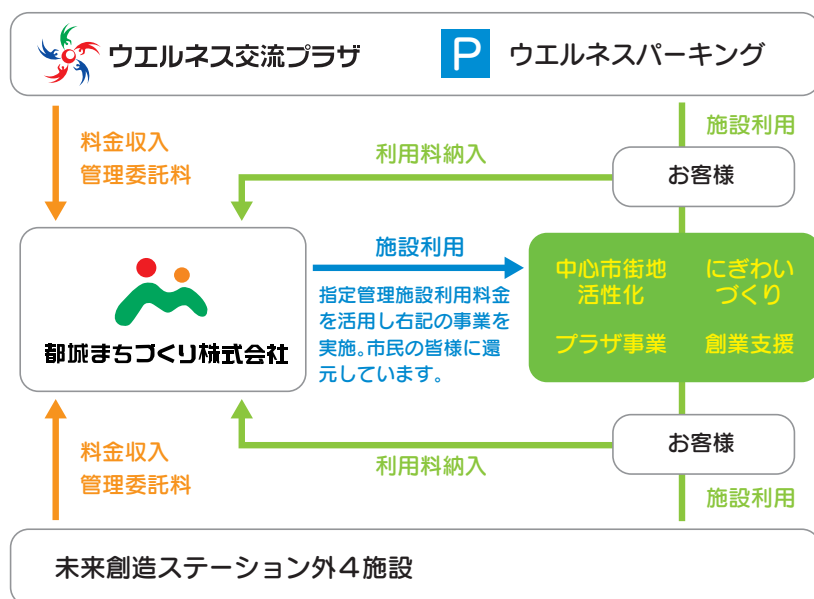 ウエルネス交流プラザ
P ウエルネスパーキング
料金収入
管理委託料
利用料納入
施設利用
お客様
都城まちづくり株式会社
施設利用
指定管理施設利用料金
を活用し右記の事業を
実施。市民の皆様に還
元しています。
中心市街地
活性化
にぎわい
づくり
プラザ事業
創業支援
料金収入
管理委託料
利用料納入
お客様
施設利用
未来創造ステーション外4施設